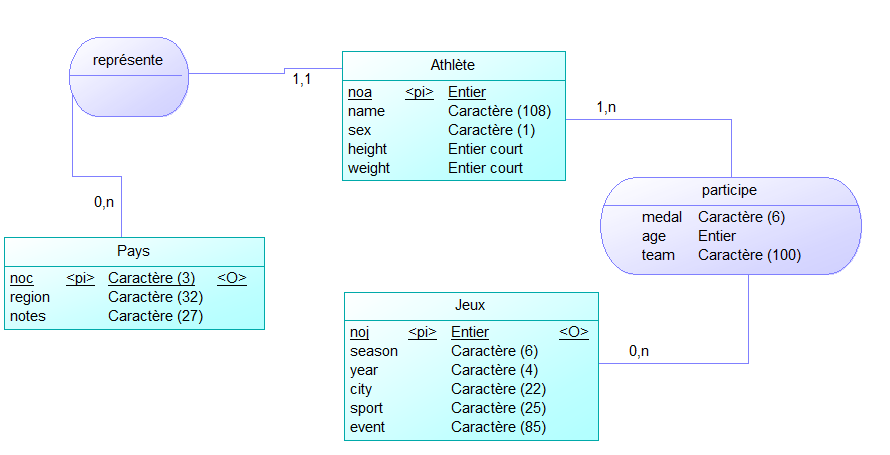 représente
1,1
Athlète
noa <pi> Entier
name Caractère (108)
sex Caractère (1)
height Entier court
weight Entier court
1,n
participe
medal Caractère (6)
age Entier
team Caractère (100)
0,n
Pays
noc <pi> Caractère (3) <O>
region Caractère (32)
notes Caractère (27)
Jeux
noj <pi> Entier <O>
season Caractère (6)
year Caractère (4)
city Caractère (22)
sport Caractère (25)
event Caractère (85)
0,n